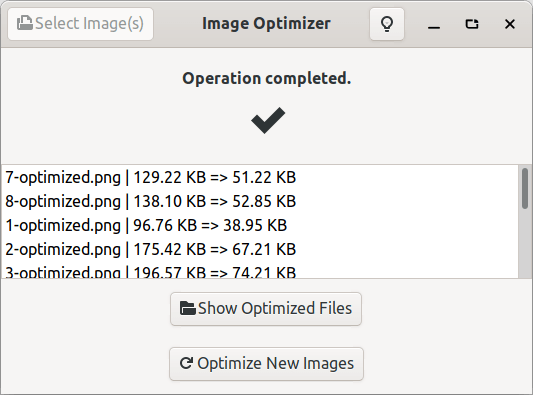 Select Image(s)
Image Optimizer
Operation completed.
7-optimized.png | 129.22 KB => 51.22 KB
8-optimized.png | 138.10 KB => 52.85 KB
1-optimized.png | 96.76 KB => 38.95 KB
2-optimized.png | 175.42 KB => 67.21 KB
3-optimized.png | 196.57 KB => 74.21 KB
Show Optimized Files
Optimize New Images